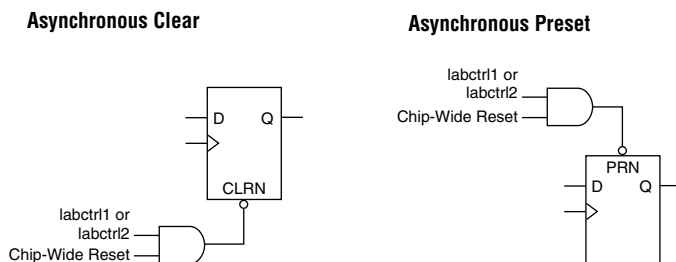 Asynchronous Clear
D Q
CLRN
labctrl1 or
labctrl2
Chip-Wide Reset
Asynchronous Preset
labctrl1 or
labctrl2
Chip-Wide Reset
PRN
D Q